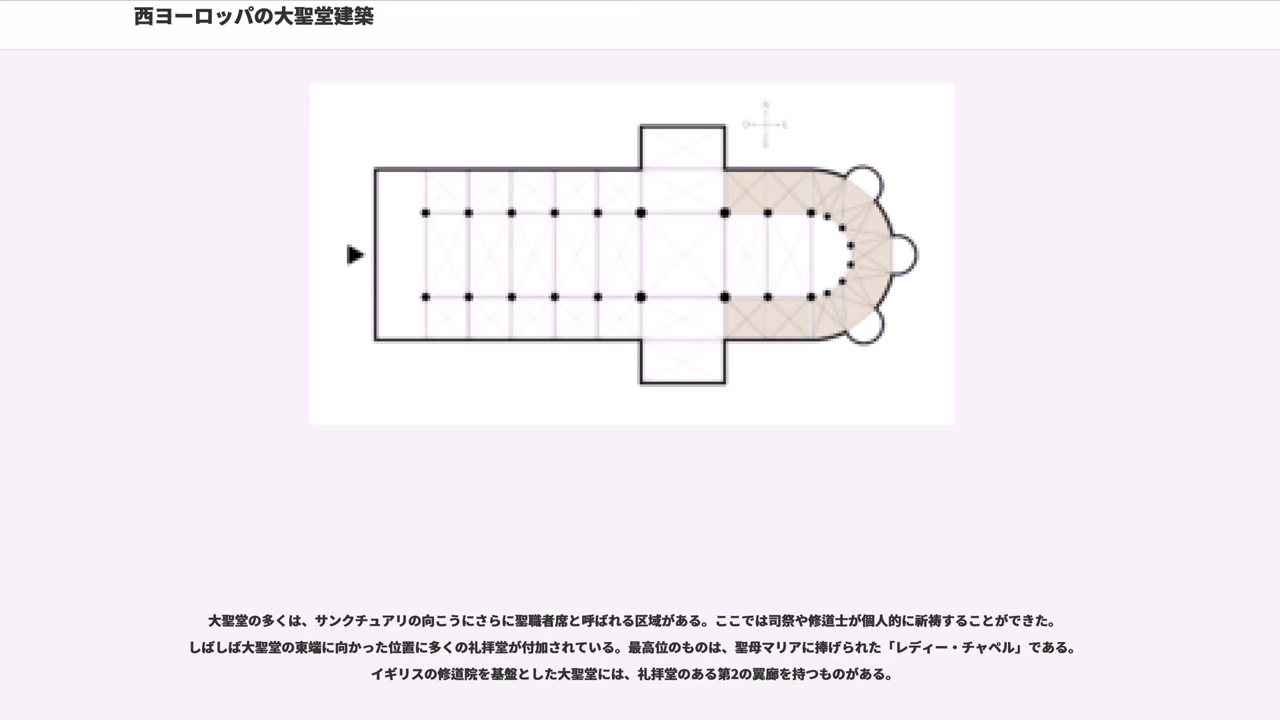 西ヨーロッパの大聖堂建築
N
O
E
S
大聖堂の多くは、サンクチュアリの向こうにさらに聖職者席と呼ばれる区域がある。ここでは司祭や修道士が個人的に祈祷することができた。
しばしば大聖堂の東端に向かった位置に多くの礼拝堂が付加されている。最高位のものは、聖母マリアに捧げられた「レディー・チャペル」である。
イギリスの修道院を基盤とした大聖堂には、礼拝堂のある第2の翼廊を持つものがある。